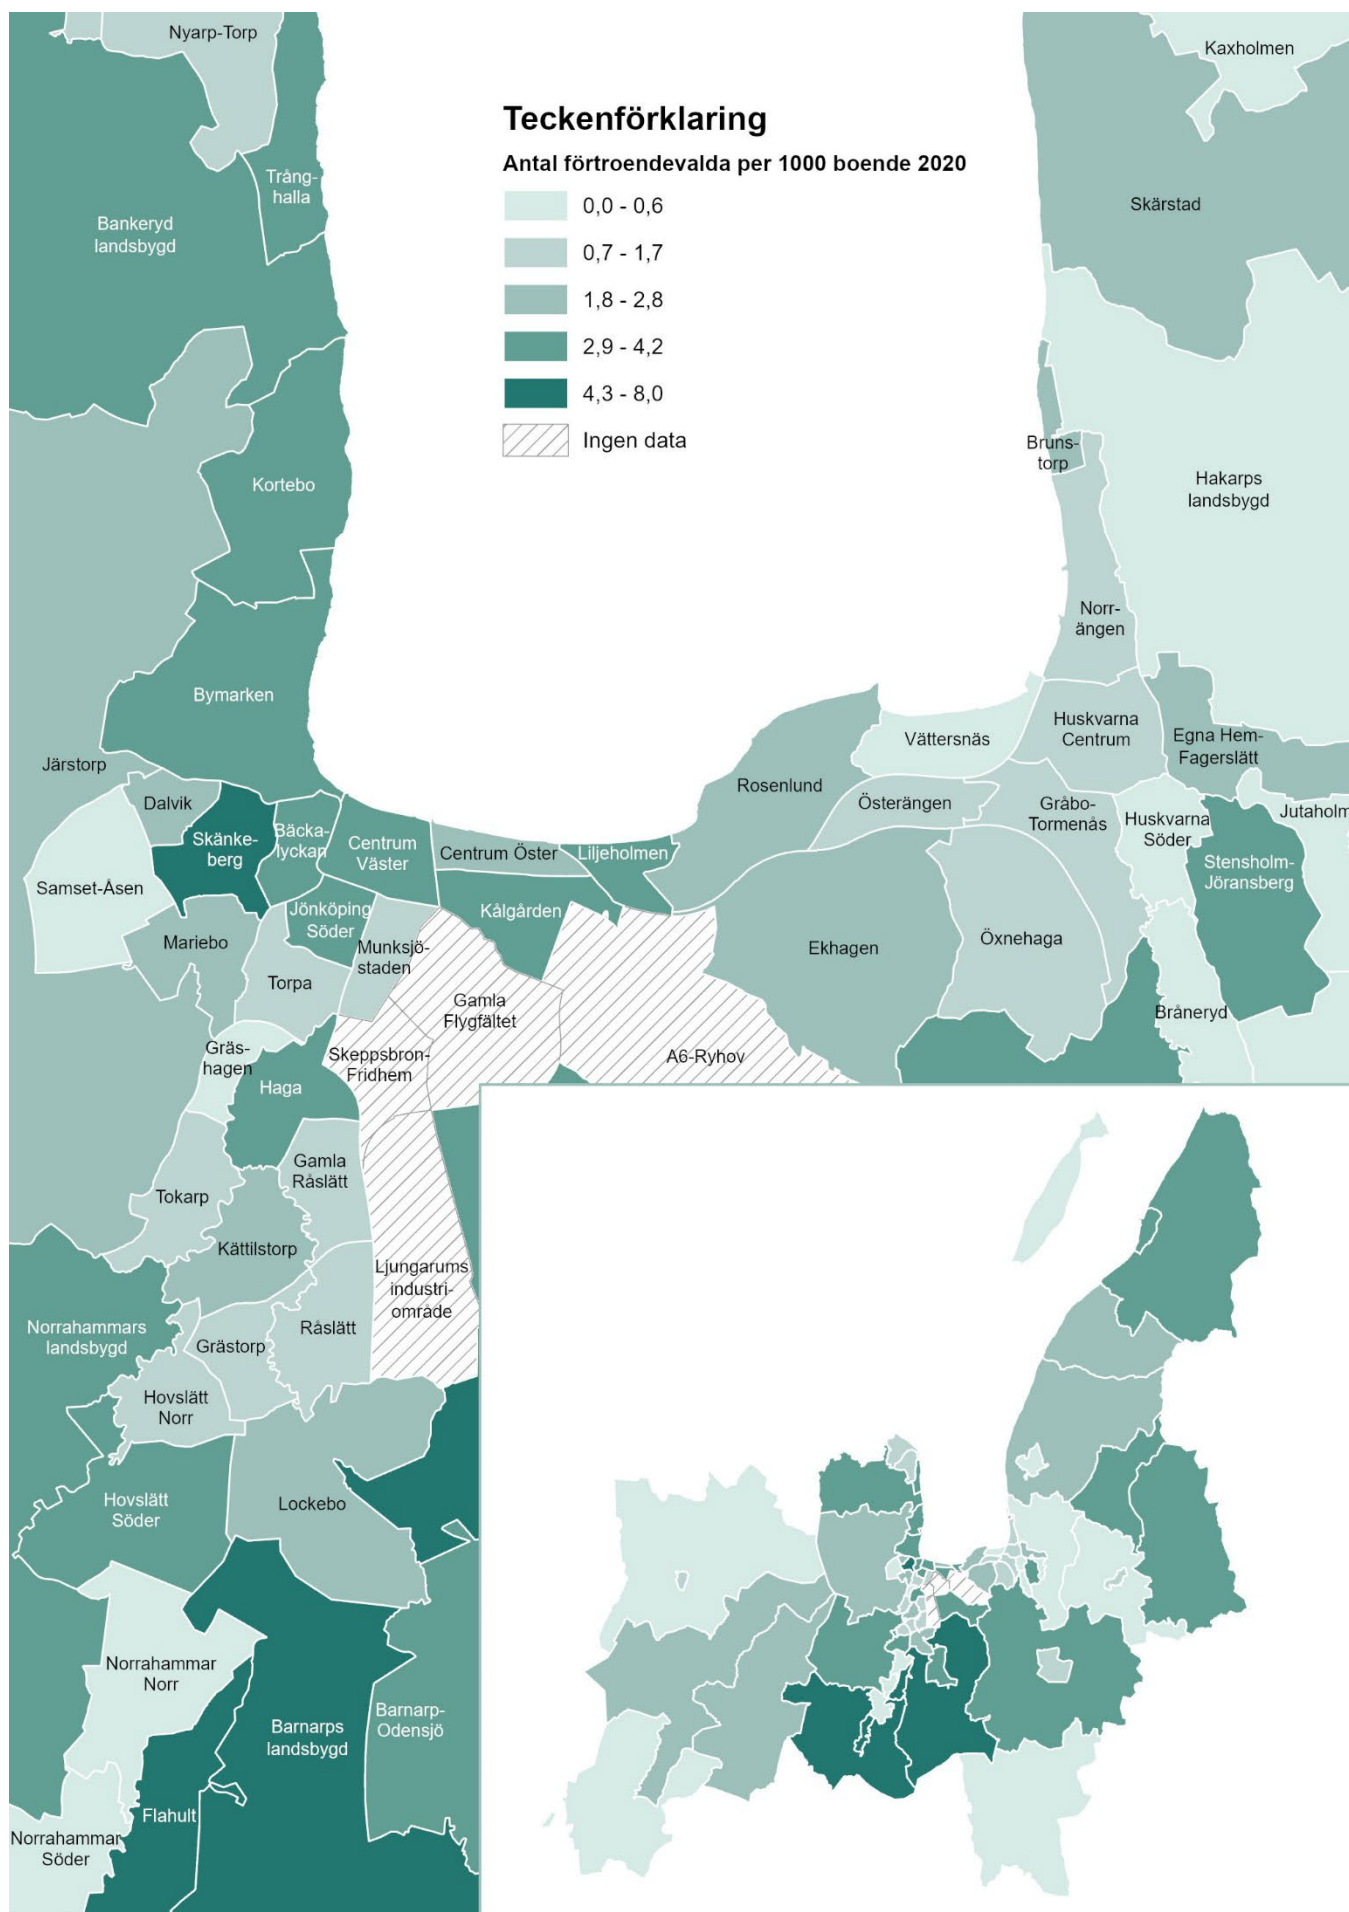 Nyarp-Torp
Kaxholmen
Teckenförklaring
Antal förtroendevalda per 1000 boende 2020
0,0 - 0,6
0,7 - 1,7
1,8 - 2,8
2,9 - 4,2
4,3 - 8,0
Ingen data
Trång-
halla
Bankeryd
landsbygd
Skärstad
Bruns-
torp
Hakarps
landsbygd
Kortebo
Norr-
ängen
Bymarken
Huskvarna
Centrum
Vättersnäs
Egna Hem-
Fagerslätt
Järstorp
Rosenlund
Dalvik
Österängen
Gråbo-
Tormenås
Huskvarna
Söder
Jutaholm
Skänke-
berg
Bäcka-
lyckan
Centrum
Väster
Centrum Öster
Liljeholmen
Stensholm-
Jöransberg
Samset-Åsen
Jönköping
Söder
Kålgården
Mariebo
Munksjö-
staden
Ekhagen
Öxnehaga
Torpa
Gamla
Flygfältet
Bråneryd
Gräs-
hagen
Skeppsbron-
Fridhem
A6-Ryhov
Haga
Gamla
Råslätt
Tokarp
Kättilstorp
Ljungarums
industri-
område
Norrahammars
landsbygd
Grästorp
Råslätt
Hovslätt
Norr
Hovslätt
Söder
Lockebo
Norrahammar
Norr
Barnarps
landsbygd
Barnarp-
Odensjö
Flahult
Norrahammar
Söder